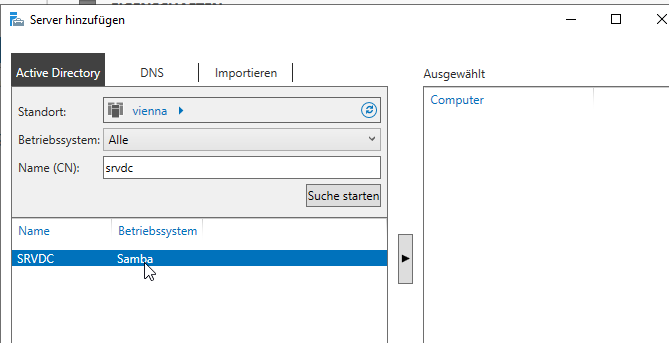 Server hinzufügen
Active Directory
DNS
Importieren
Standort:
vienna
Betriebssystem:
Alle
Name (CN):
srvdc
Suche starten
Name
Betriebssystem
SRVDC
Samba
Ausgewählt
Computer